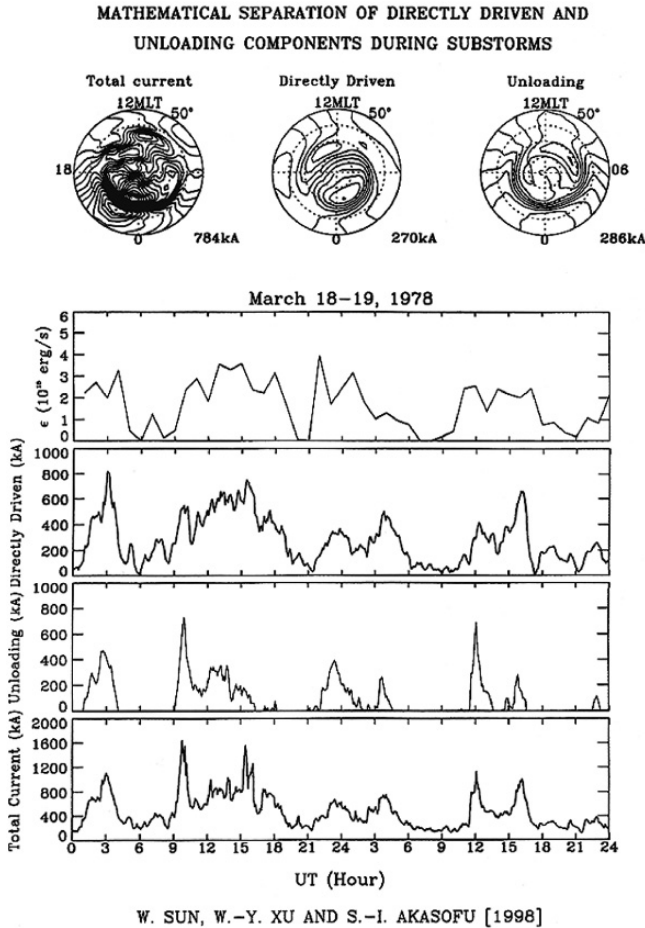 MATHEMATICAL SEPARATION OF DIRECTLY DRIVEN AND
UNLOADING COMPONENTS DURING SUBSTORMS
Total current Directly Driven Unloading
12MLT 50° 12MLT 50° 12MLT 50°
18 06
0 784kA 0 270kA 0 286kA
March 18-19, 1978
ε (10¹⁸ erg/s)
6
5
4
3
2
1
0
Directly Driven (kA)
1000
800
600
400
200
0
Unloading (kA)
1000
800
600
400
200
0
Total Current (kA)
2000
1600
1200
800
400
0
0 3 6 9 12 15 18 21 24 3 6 9 12 15 18 21 24
UT (Hour)
W. SUN, W.-Y. XU AND S.-I. AKASOFU [1998]